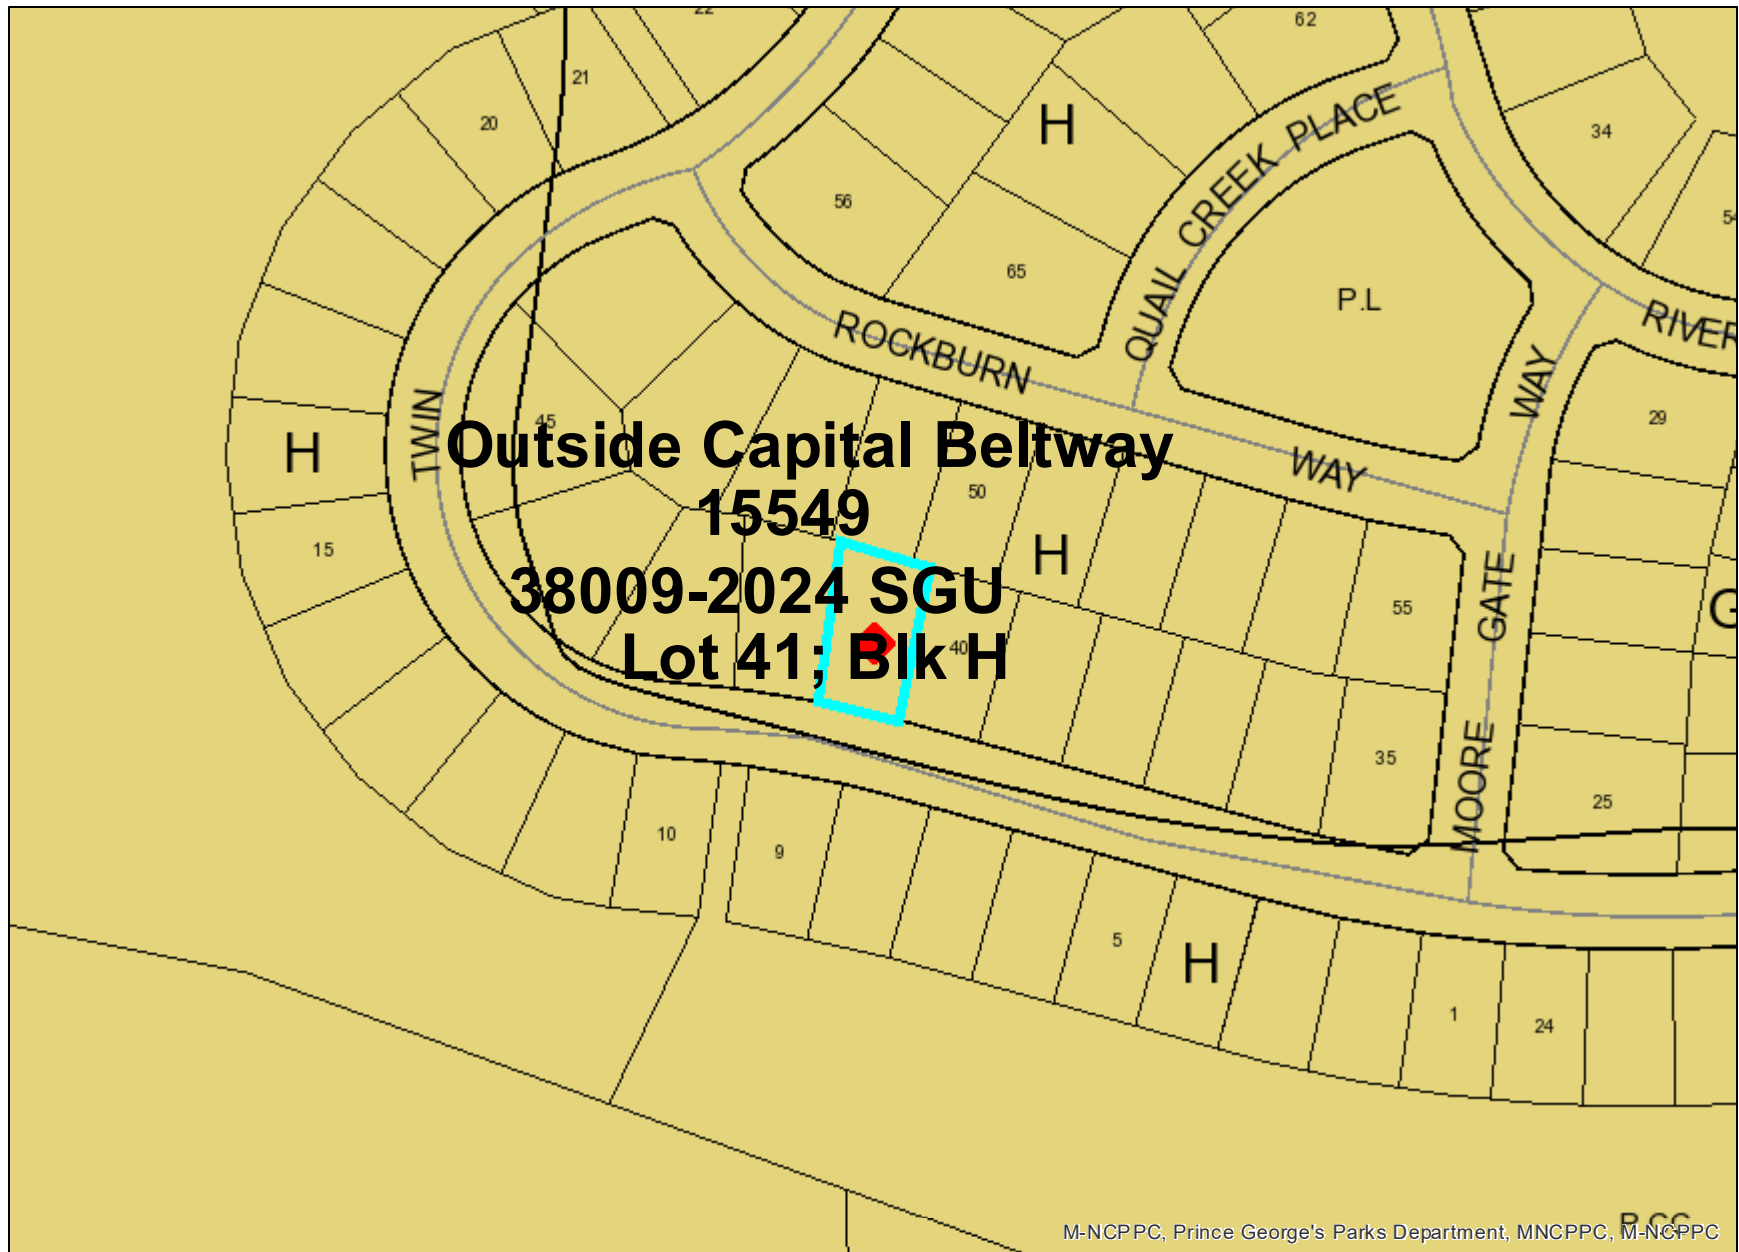 22
62
21
20
H
QUAIL CREEK PLACE
34
56
54
65
P.L
RIVER
ROCKBURN
WAY
TWIN
45
29
H
Outside Capital Beltway
WAY
50
15549
15
H
38009-2024 SGU
55
GATE
G
40
Lot 41; Blk H
MOORE
35
25
10
9
5
H
1
24
M-NCPPC, Prince George's Parks Department, MNCPPC, M-NCPPC